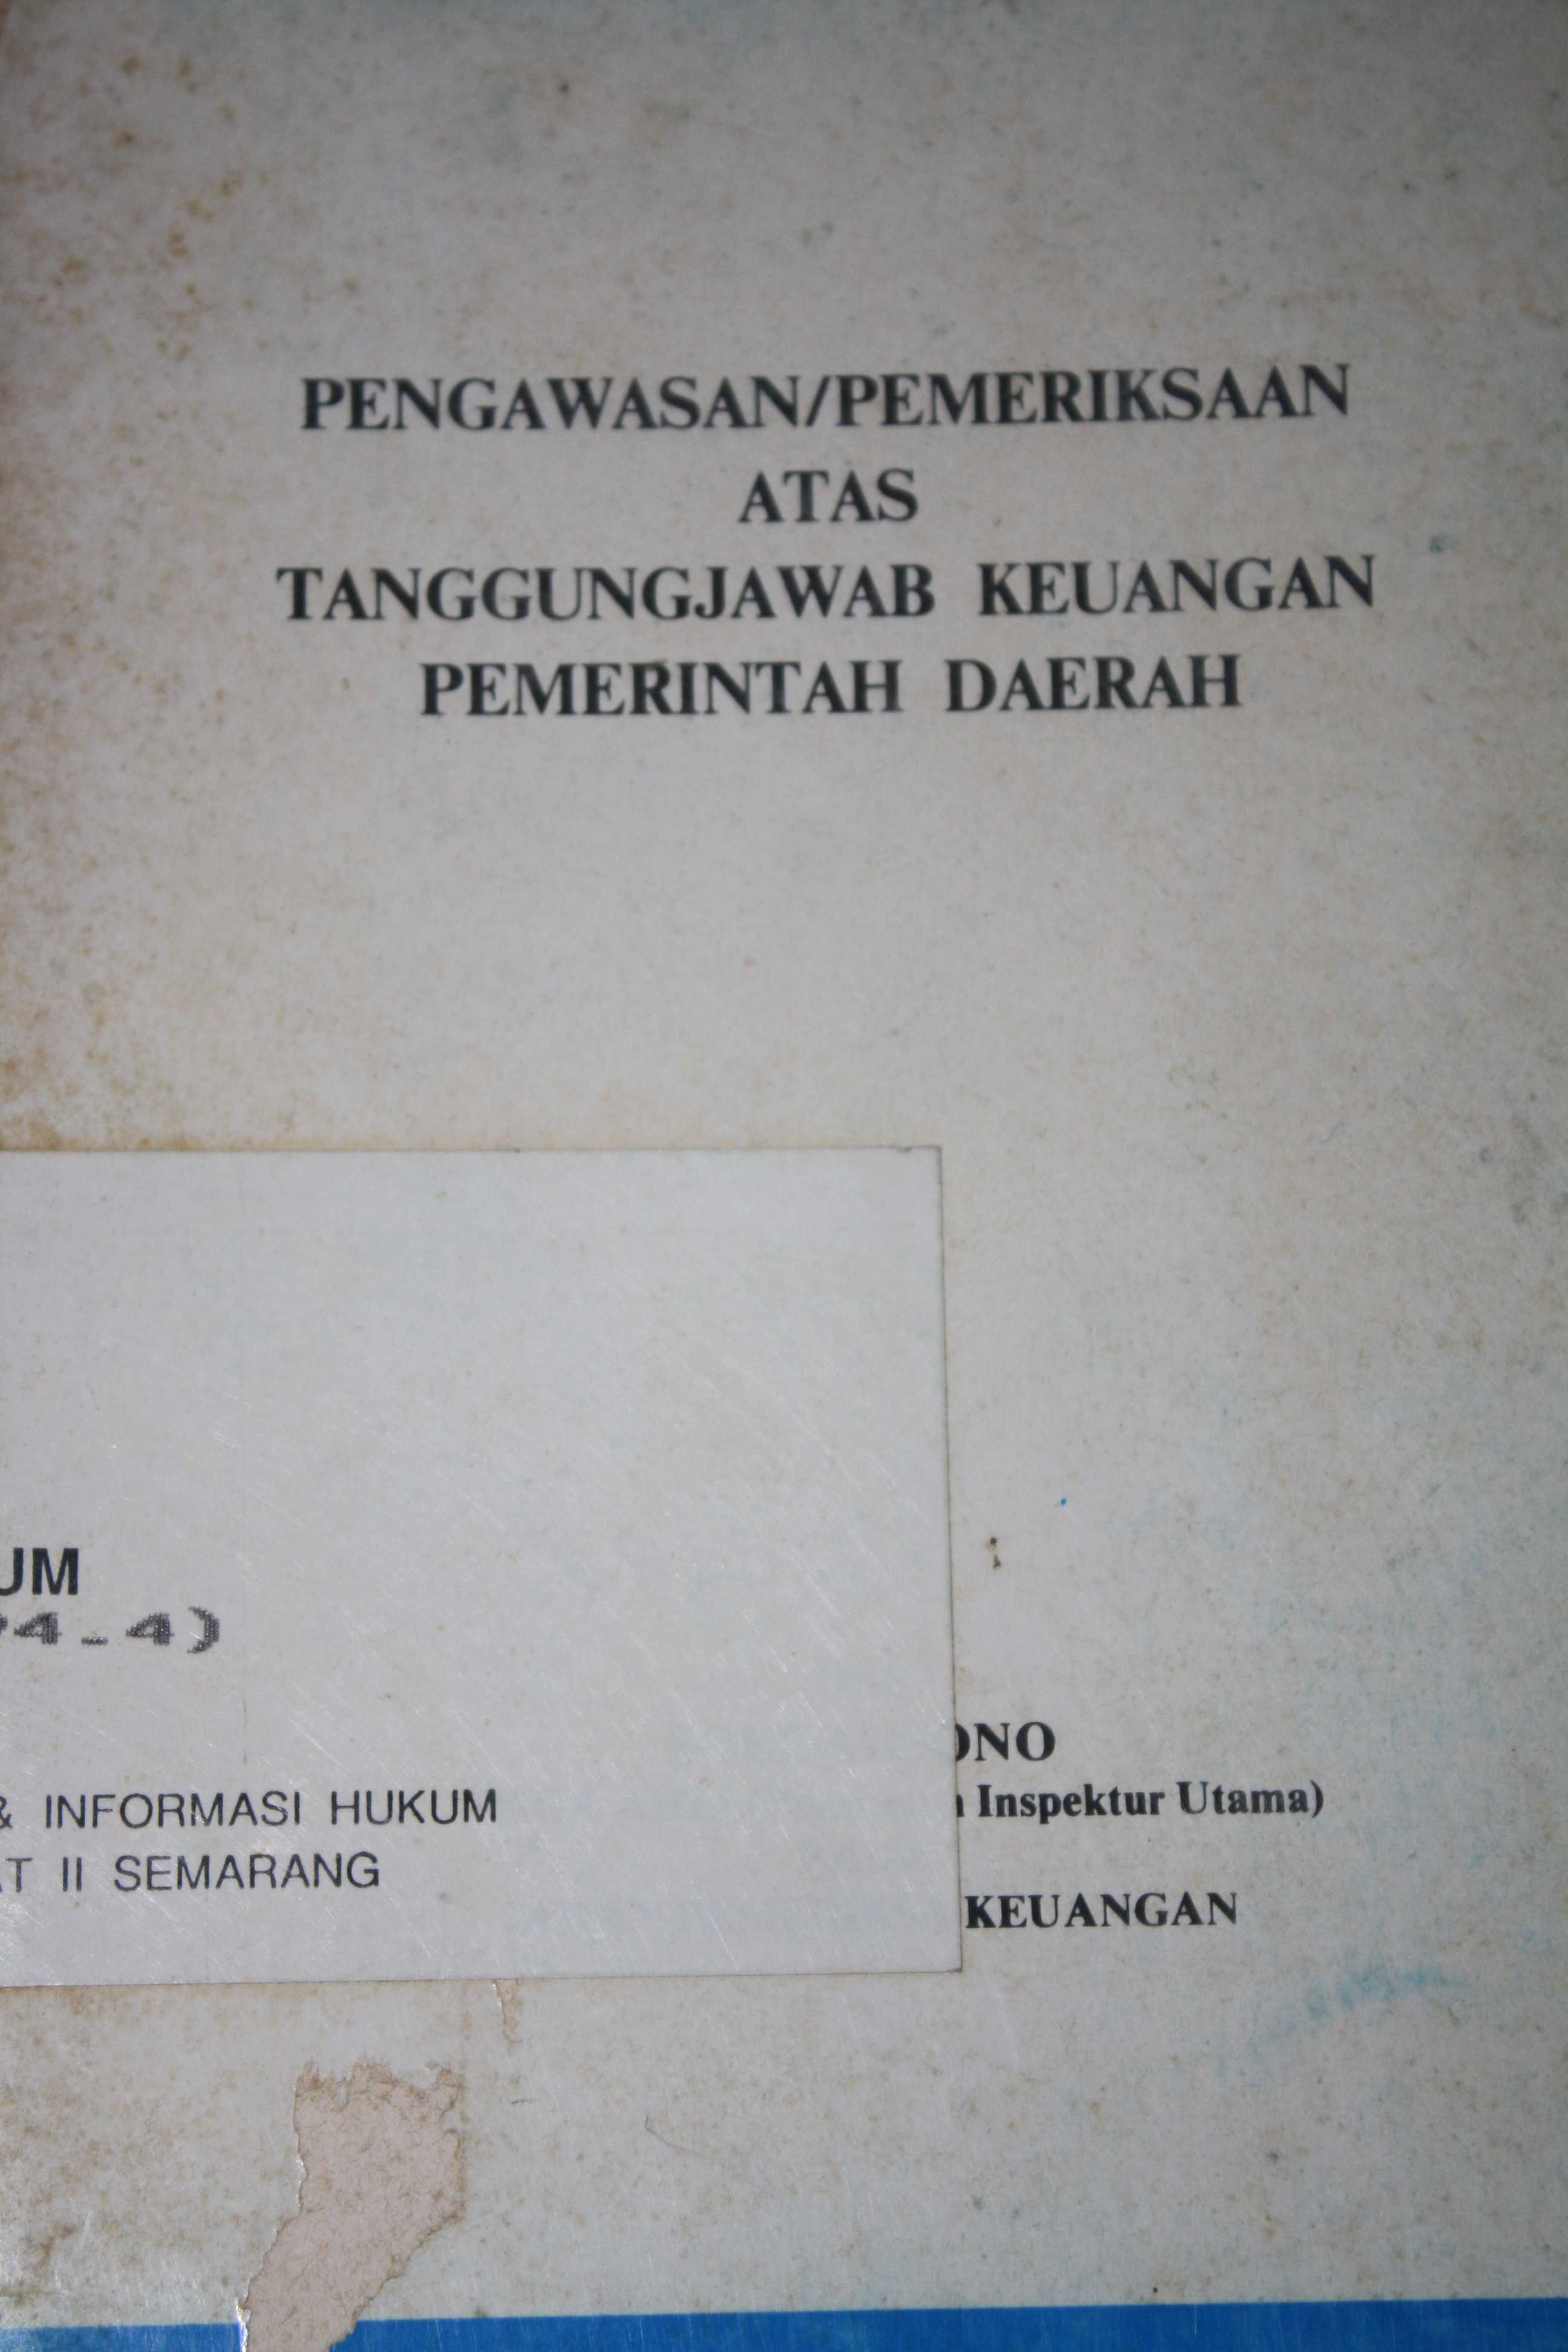 PENGAWASAN/PEMERIKSAAN
ATAS
TANGGUNGJAWAB KEUANGAN
PEMERINTAH DAERAH
UM
4-4)
& INFORMASI HUKUM
T II SEMARANG
ONO
Inspektur Utama)
KEUANGAN